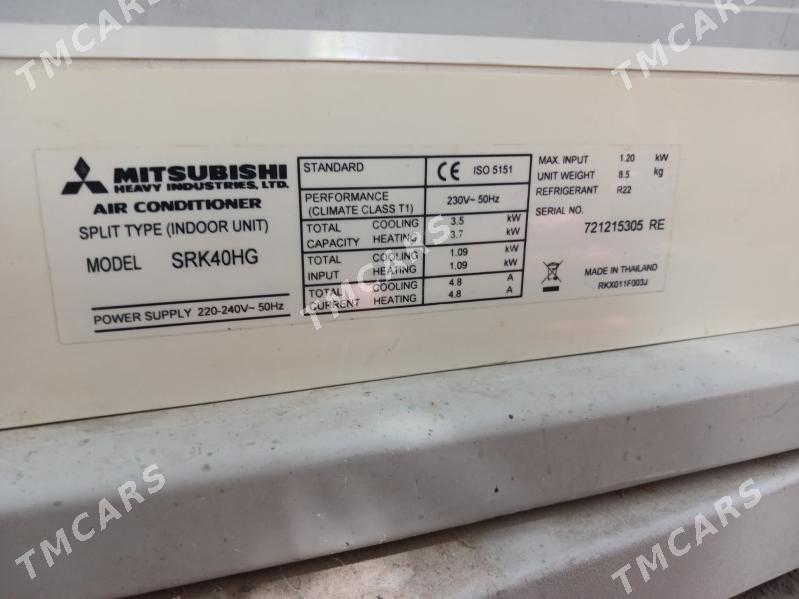 TMCARS
TMCARS
MITSUBISHI
HEAVY INDUSTRIES, LTD.
AIR CONDITIONER
SPLIT TYPE (INDOOR UNIT)
MODEL SRK40HG
POWER SUPPLY 220-240V~ 50Hz
STANDARD CE ISO 5151
PERFORMANCE
(CLIMATE CLASS T1) 230V~ 50Hz
TOTAL COOLING 3.5 kW
CAPACITY HEATING 3.7 kW
TOTAL COOLING 1.09 kW
INPUT HEATING 1.09 kW
TOTAL COOLING 4.8 A
CURRENT HEATING 4.8 A
MAX. INPUT 1.20 kW
UNIT WEIGHT 8.5 kg
REFRIGERANT R22
SERIAL NO.
721215305 RE
MADE IN THAILAND
RKX011F003J
TMCARS
TMCARS
TMCARS